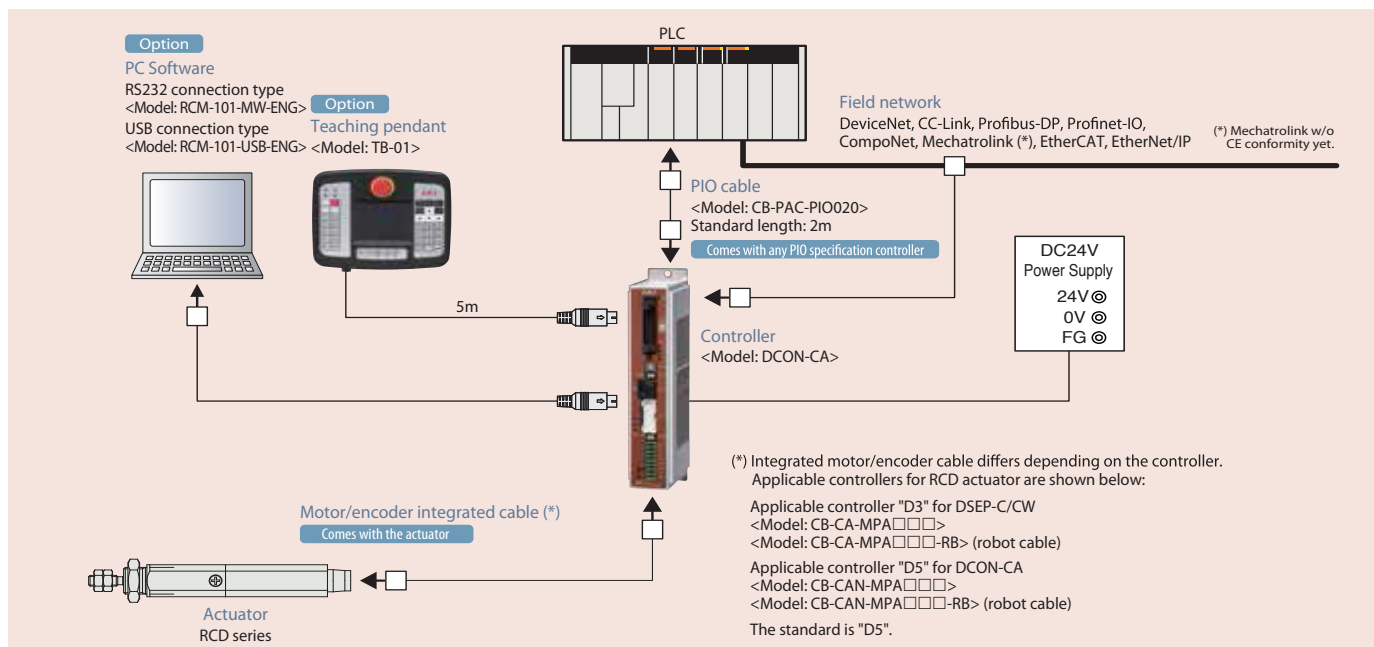 Option
PC Software
RS232 connection type
<Model: RCM-101-MW-ENG>
USB connection type
<Model: RCM-101-USB-ENG>
Option
Teaching pendant
<Model: TB-01>
PLC
Field network
DeviceNet, CC-Link, Profibus-DP, Profinet-IO,
CompoNet, Mechatrolink (*), EtherCAT, EtherNet/IP
(*) Mechatrolink w/o
CE conformity yet.
PIO cable
<Model: CB-PAC-PIO020>
Standard length: 2m
Comes with any PIO specification controller
DC24V
Power Supply
24V
0V
FG
5m
Controller
<Model: DCON-CA>
(*) Integrated motor/encoder cable differs depending on the controller.
Applicable controllers for RCD actuator are shown below:
Applicable controller "D3" for DSEP-C/CW
<Model: CB-CA-MPA□□□>
<Model: CB-CA-MPA□□□-RB> (robot cable)
Applicable controller "D5" for DCON-CA
<Model: CB-CAN-MPA□□□>
<Model: CB-CAN-MPA□□□-RB> (robot cable)
The standard is "D5".
Motor/encoder integrated cable (*)
Comes with the actuator
Actuator
RCD series